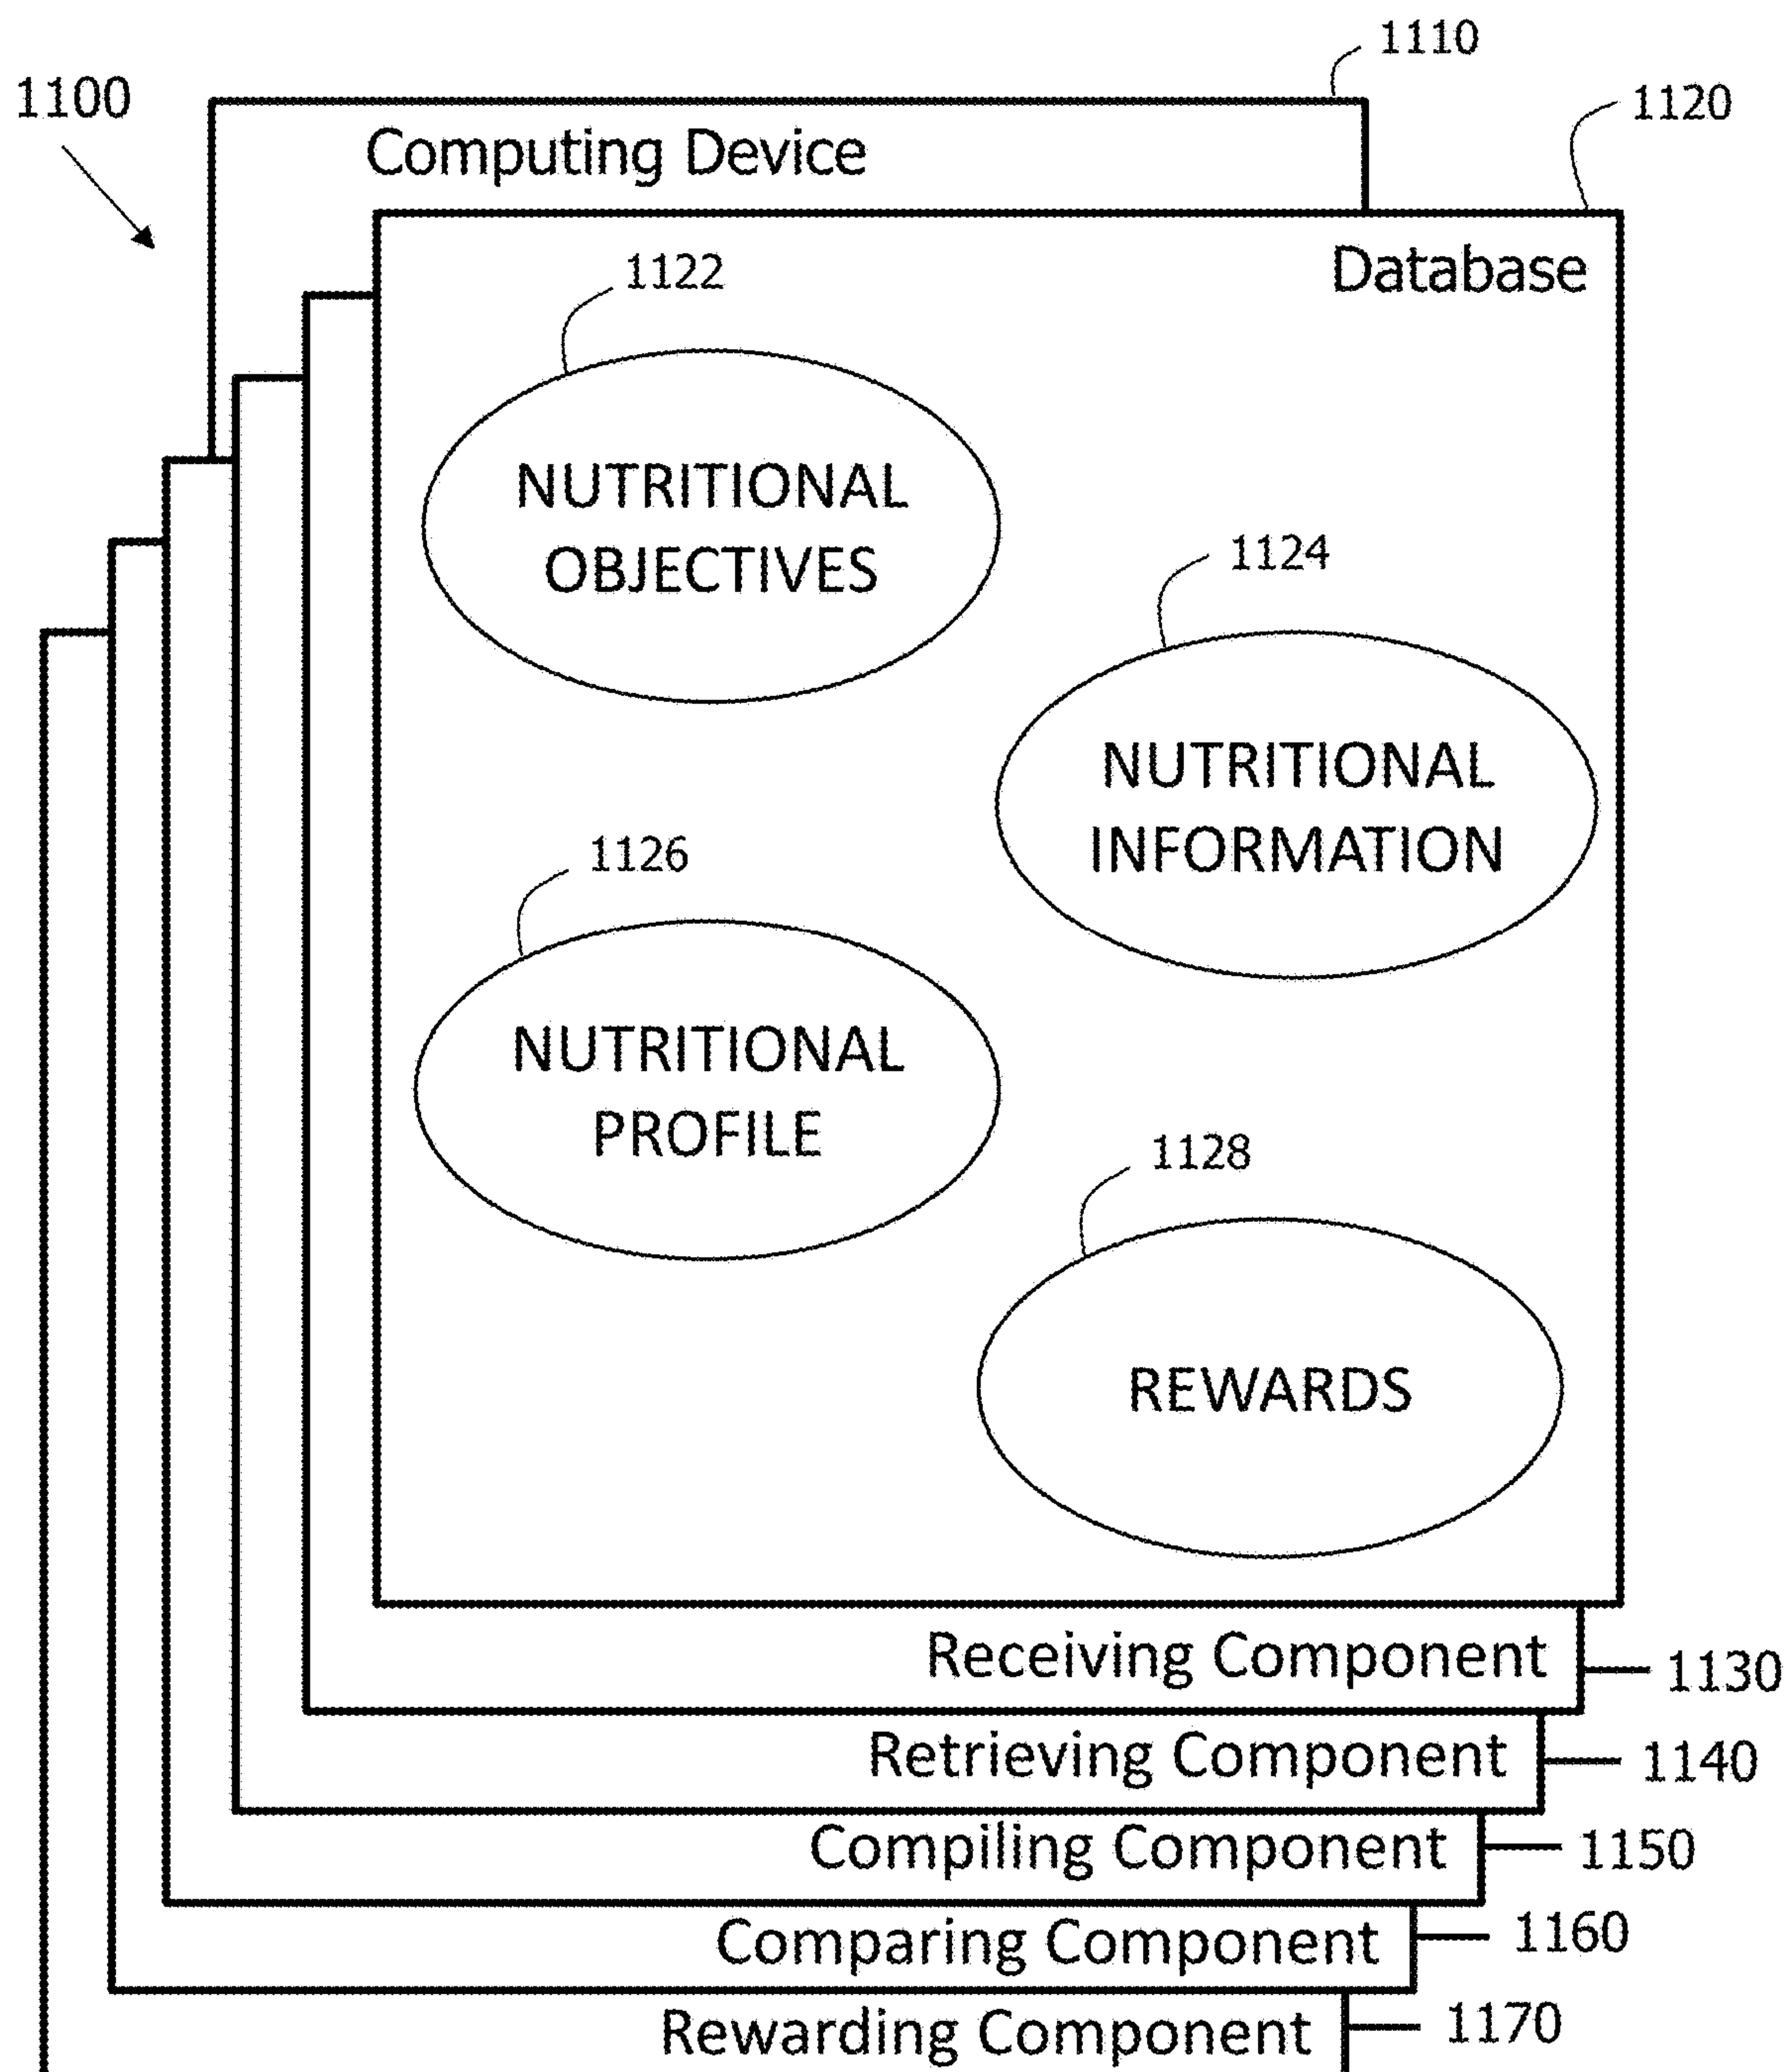 1110
1100
1120
Computing Device
Database
1122
NUTRITIONAL
OBJECTIVES
1124
NUTRITIONAL
INFORMATION
1126
NUTRITIONAL
PROFILE
1128
REWARDS
Receiving Component
1130
Retrieving Component
1140
Compiling Component
1150
Comparing Component
1160
Rewarding Component
1170